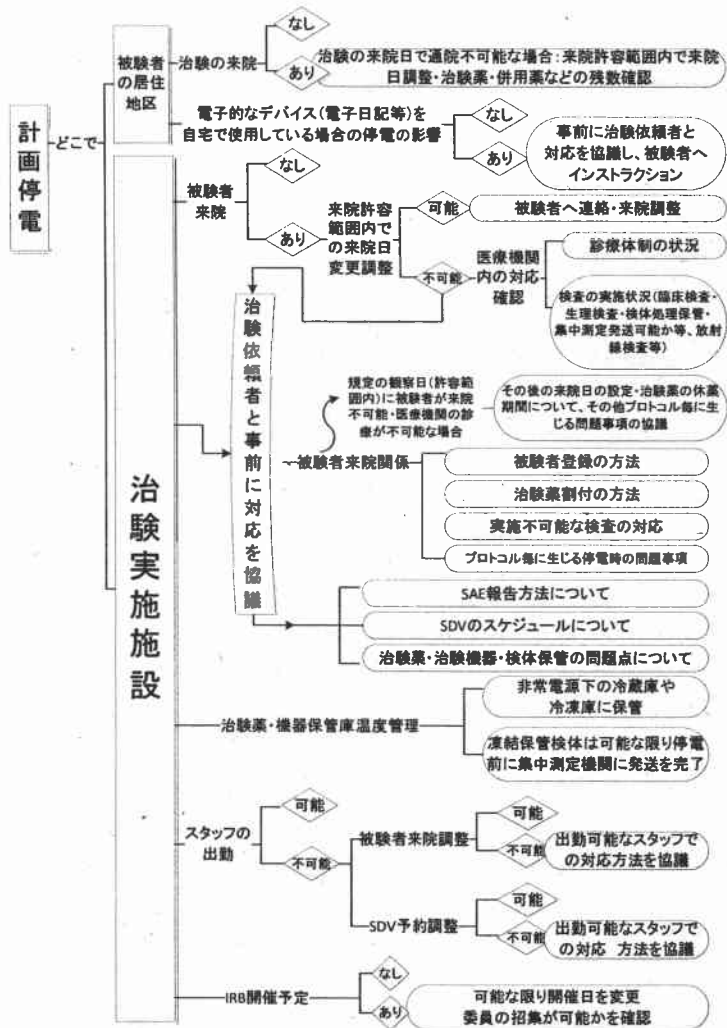 計画停電
どこで
被験者
の居住
地区
治験の来院
なし
あり
治験の来院日で通院不可能な場合:来院許容範囲内で来院
日調整・治験薬・併用薬などの残数確認
電子的なデバイス(電子日記等)を
自宅で使用している場合の停電の影響
なし
あり
事前に治験依頼者と
対応を協議し、被験者へ
インストラクション
治験実施施設
被験者
来院
なし
あり
来院許容
範囲内で
の来院日
変更調整
可能
被験者へ連絡・来院調整
不可能
医療機関
内の対応
確認
診療体制の状況
検査の実施状況(臨床検査・
生理検査・検体処理保管・
集中測定発送可能か等、放射
線検査等)
治験依頼者と事前に対応を協議
規定の観察日(許容範
囲内)に被験者が来院
不可能・医療機関の診
療が不可能な場合
その後の来院日の設定・治験薬の休薬
期間について、その他プロトコル毎に生
じる問題事項の協議
被験者来院関係
被験者登録の方法
治験薬割付の方法
実施不可能な検査の対応
プロトコル毎に生じる停電時の問題事項
SAE報告方法について
SDVのスケジュールについて
治験薬・治験機器・検体保管の問題点について
治験薬・機器保管庫温度管理
非常電源下の冷蔵庫や
冷凍庫に保管
凍結保管検体は可能な限り停電
前に集中測定機関に発送を完了
スタッフの
出勤
可能
不可能
被験者来院調整
可能
不可能
出勤可能なスタッフで
の対応方法を協議
SDV予約調整
可能
不可能
出勤可能なスタッフで
の対応 方法を協議
IRB開催予定
なし
あり
可能な限り開催日を変更
委員の招集が可能かを確認